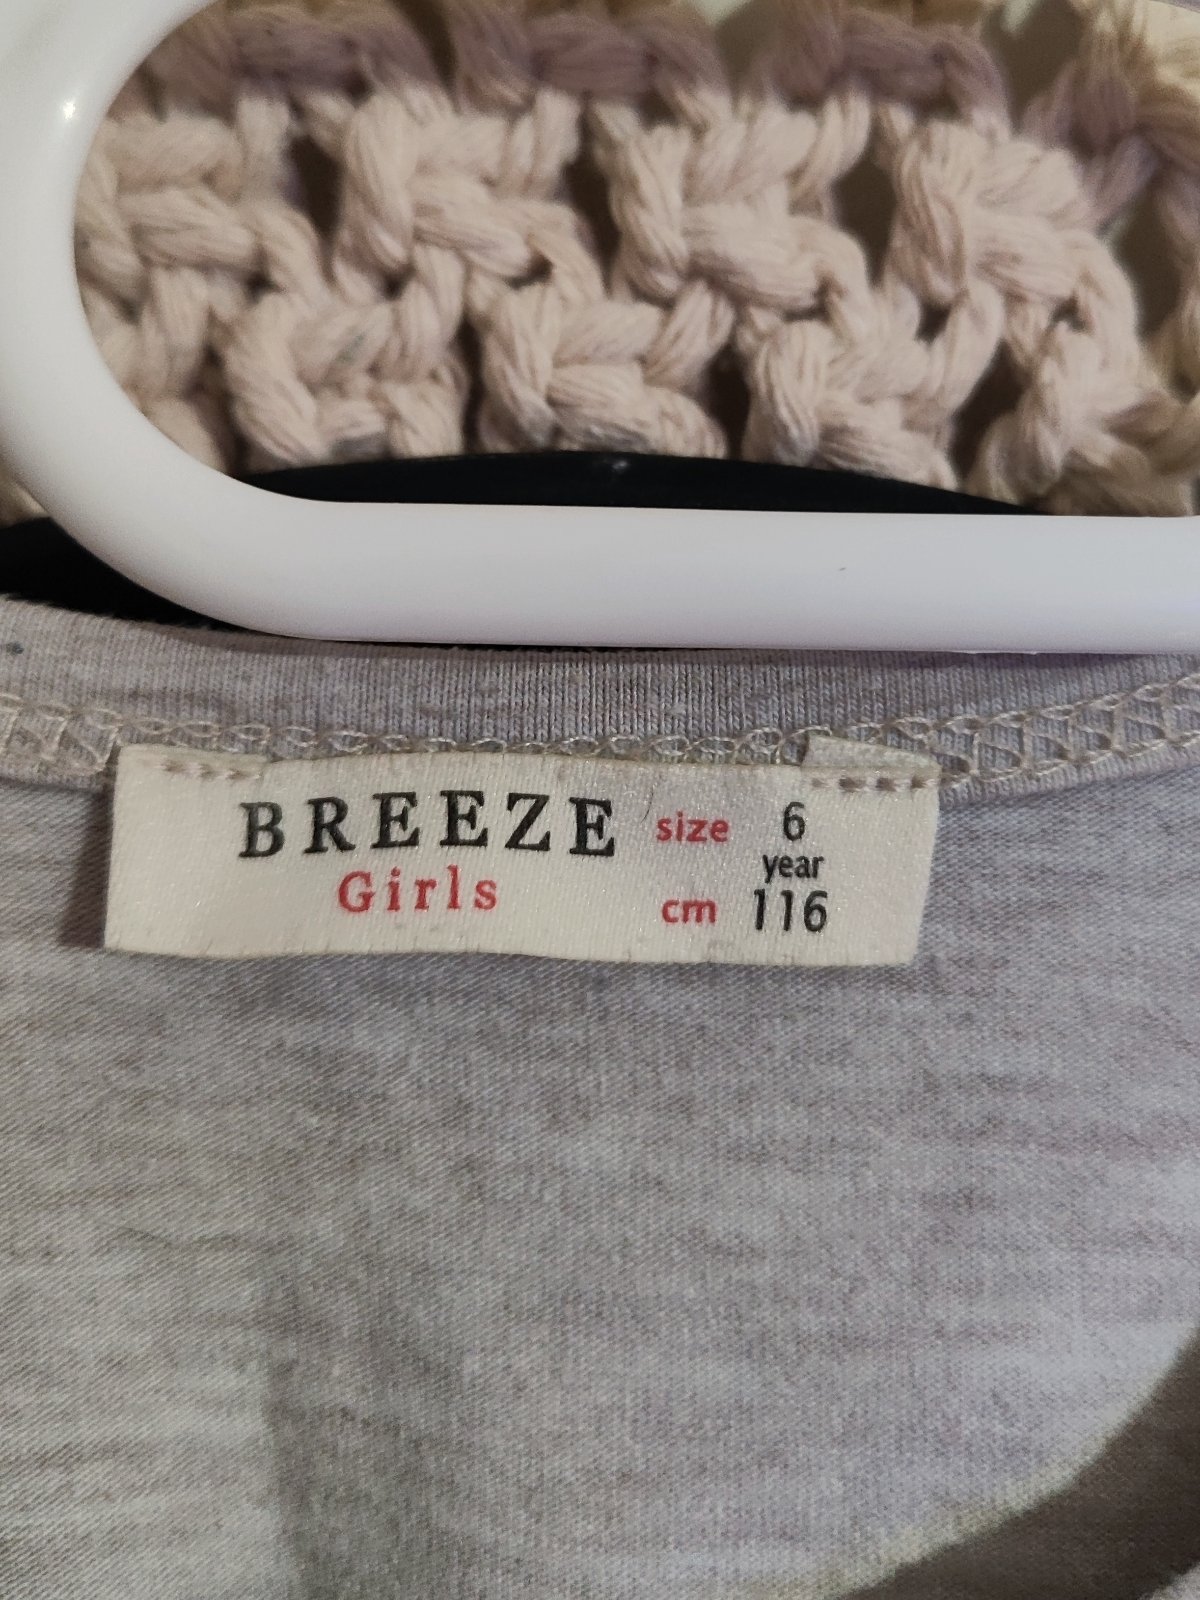 BREEZE
Girls
size 6
year
cm 116